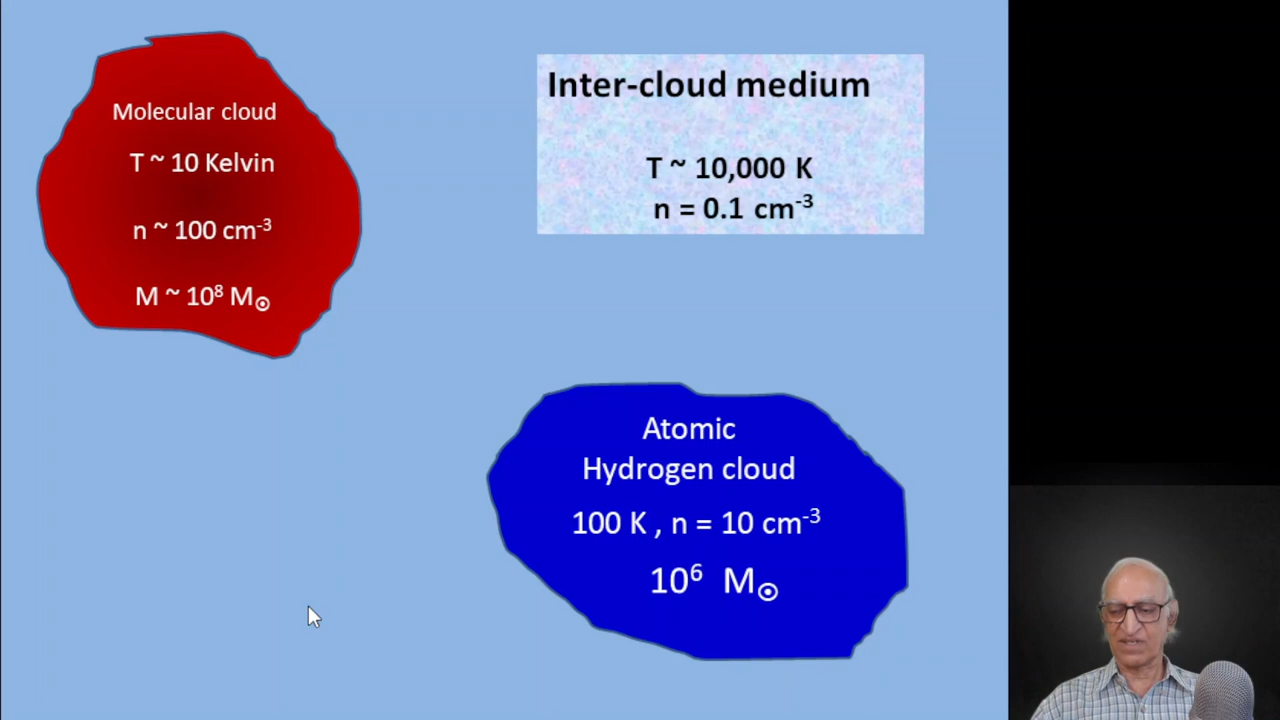 Molecular cloud
T ~ 10 Kelvin
n ~ 100 cm⁻³
M ~ 10⁸ M☉
Inter-cloud medium
T ~ 10,000 K
n = 0.1 cm⁻³
Atomic
Hydrogen cloud
100 K , n = 10 cm⁻³
10⁶ M☉